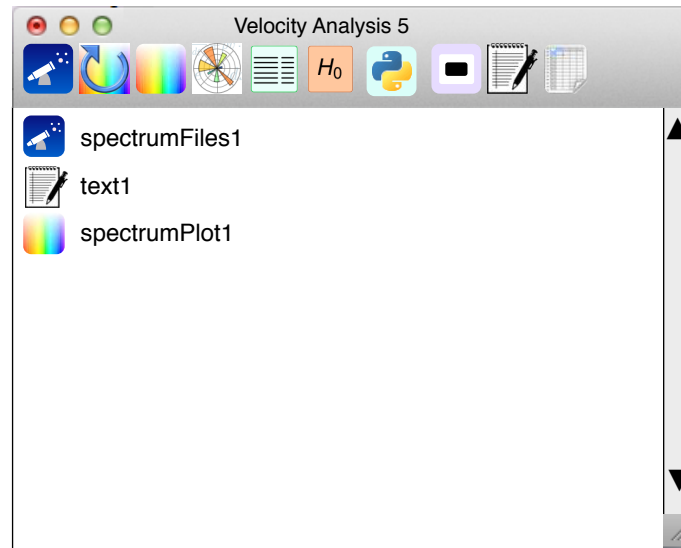 Velocity Analysis 5
H₀
spectrumFiles1
text1
spectrumPlot1